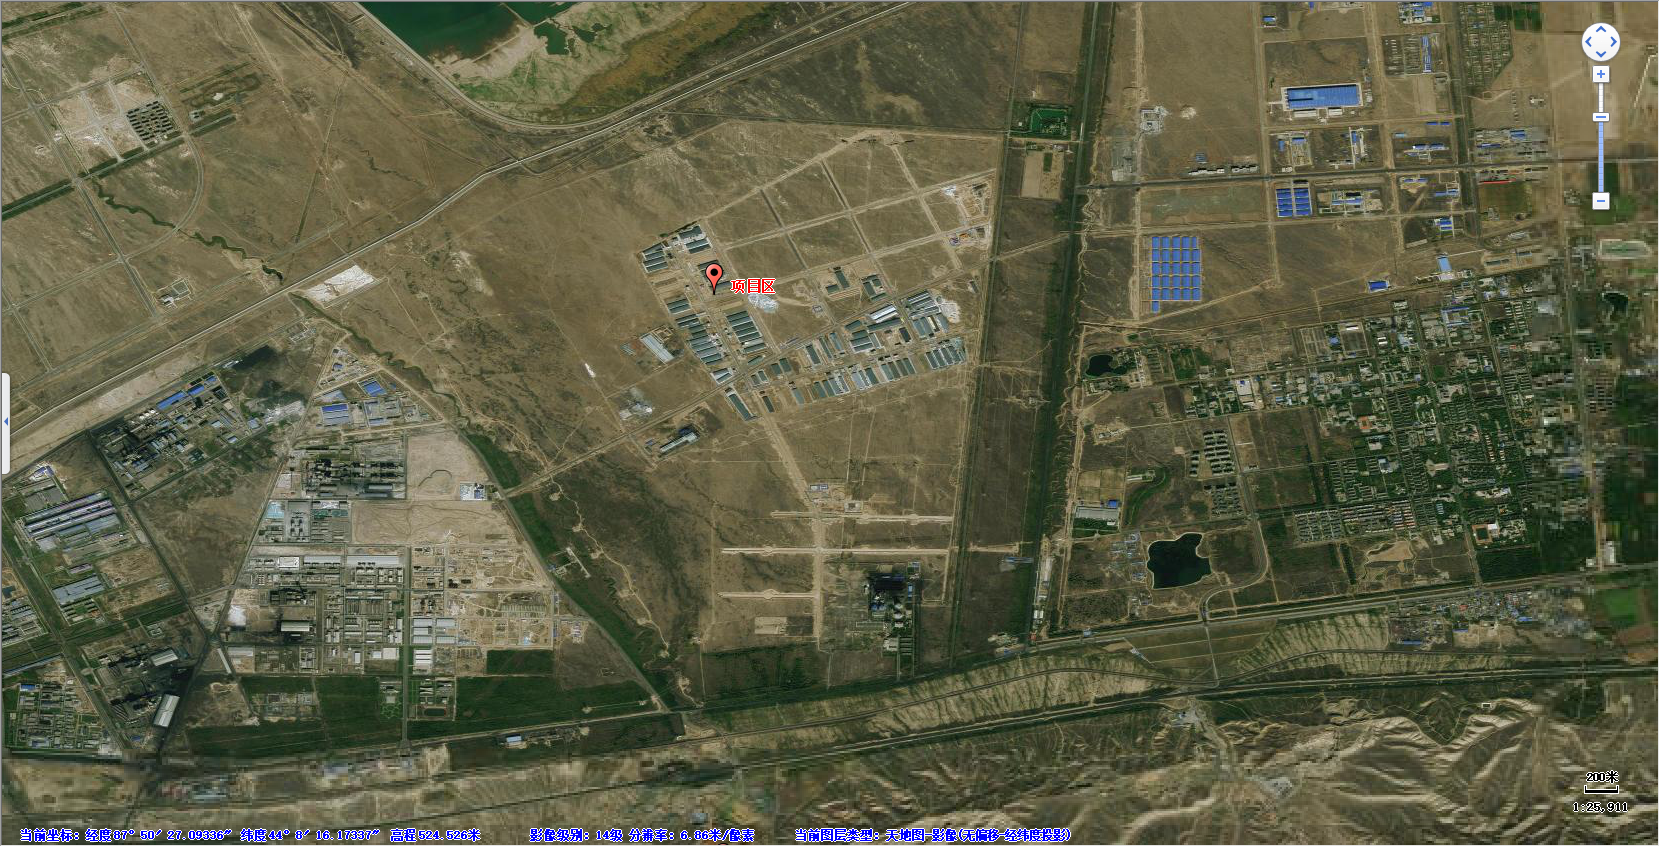 项目区
200米
1:25,911
当前坐标：经度87° 50′ 27.09336″ 纬度44° 8′ 16.17337″ 高程524.526米 影像级别：14级 分辨率：6.86米/像素 当前图层类型：天地图-影像(无偏移-经纬度投影)